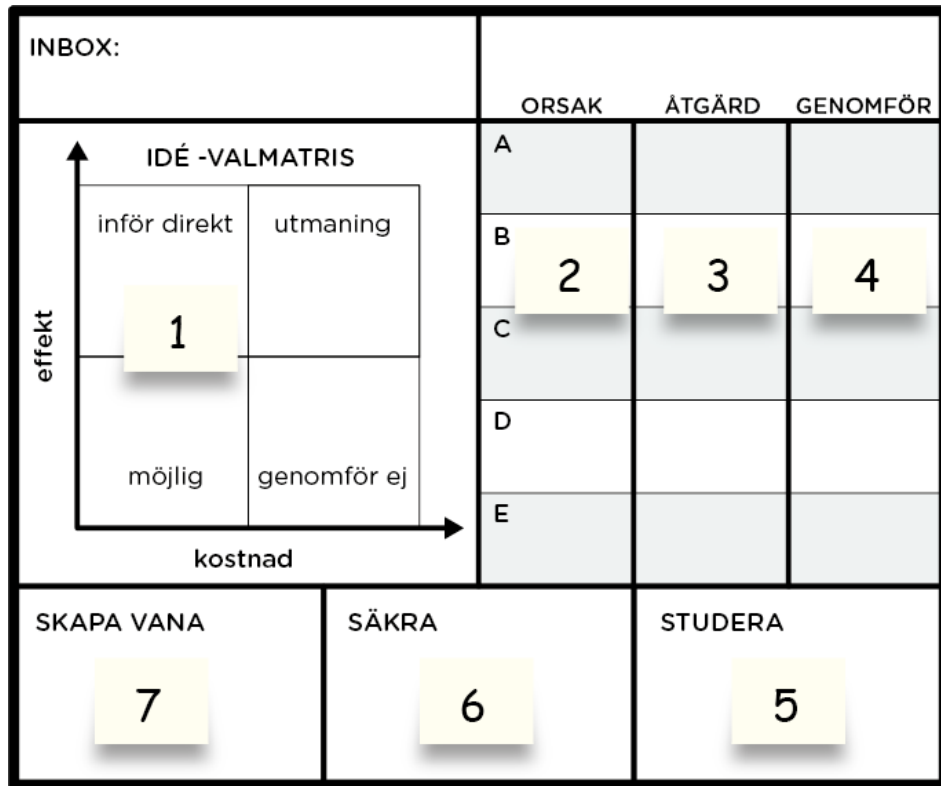 INBOX:
ORSAK ÅTGÄRD GENOMFÖR
IDÉ -VALMATRIS
inför direkt utmaning
1
möjlig genomför ej
effekt
kostnad
A
B
2 3 4
C
D
E
SKAPA VANA
7
SÄKRA
6
STUDERA
5